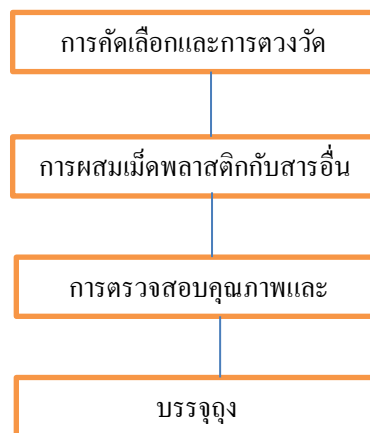 การคัดเลือกและการตวงวัด
การผสมเม็ดพลาสติกกับสารอื่น
การตรวจสอบคุณภาพและ
บรรจุถุง